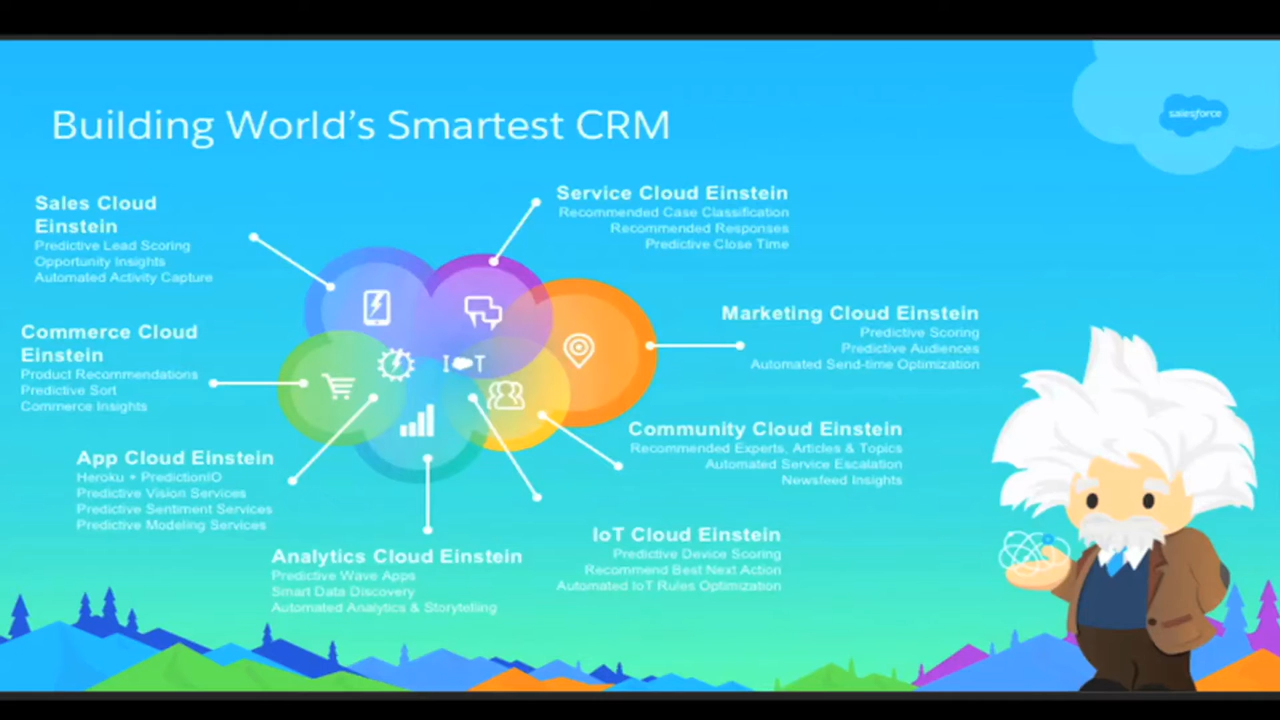 Building World's Smartest CRM
salesforce
Sales Cloud
Einstein
Predictive Lead Scoring
Opportunity Insights
Automated Activity Capture
Service Cloud Einstein
Recommended Case Classification
Recommended Responses
Predictive Close Time
Commerce Cloud
Einstein
Product Recommendations
Predictive Sort
Commerce Insights
Marketing Cloud Einstein
Predictive Scoring
Predictive Audiences
Automated Send-time Optimization
I T
App Cloud Einstein
Heroku + PredictionIO
Predictive Vision Services
Predictive Sentiment Services
Predictive Modeling Services
Community Cloud Einstein
Recommended Experts, Articles & Topics
Automated Service Escalation
Newsfeed Insights
Analytics Cloud Einstein
Predictive Wave Apps
Smart Data Discovery
Automated Analytics & Storytelling
IoT Cloud Einstein
Predictive Device Scoring
Recommend Best Next Action
Automated IoT Rules Optimization